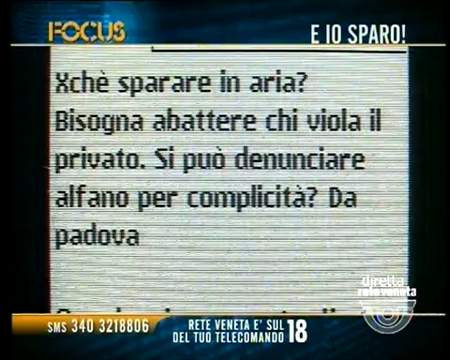 FOCUS
E IO SPARO!
Xchè sparare in aria?
Bisogna abattere chi viola il
privato. Si può denunciare
alfano per complicità? Da
padova
diretta
rete veneta
SMS 340 3218806
RETE VENETA E' SUL
DEL TUO TELECOMANDO 18